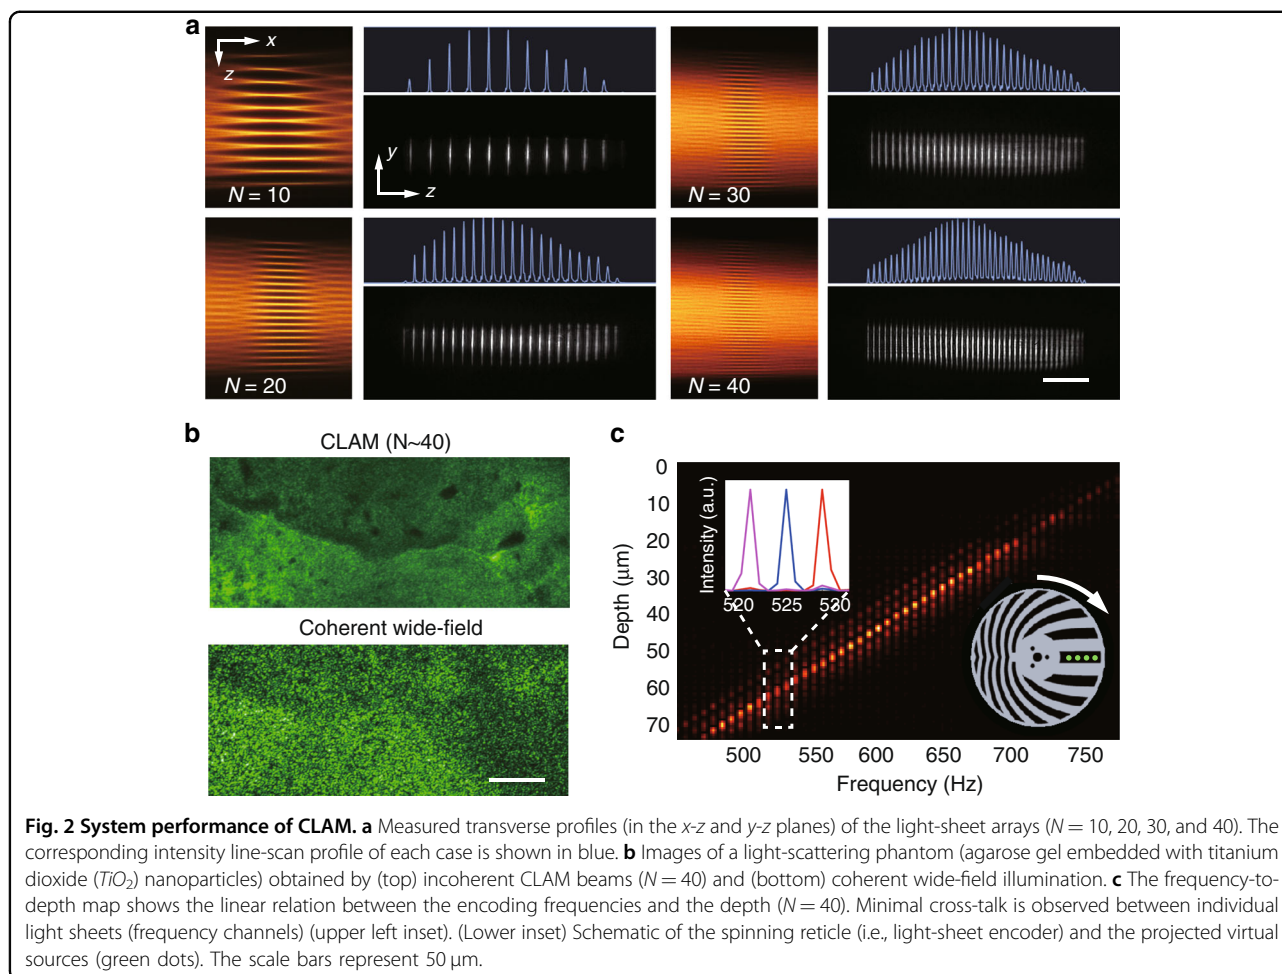 a
x
z
N = 10
y
z
N = 30
N = 20
N = 40
b
CLAM (N~40)
Coherent wide-field
c
0
10
20
30
40
50
60
70
Depth (μm)
Intensity (a.u.)
520 525 530
500 550 600 650 700 750
Frequency (Hz)
Fig. 2 System performance of CLAM. a Measured transverse profiles (in the x-z and y-z planes) of the light-sheet arrays (N = 10, 20, 30, and 40). The
corresponding intensity line-scan profile of each case is shown in blue. b Images of a light-scattering phantom (agarose gel embedded with titanium
dioxide (TiO2) nanoparticles) obtained by (top) incoherent CLAM beams (N = 40) and (bottom) coherent wide-field illumination. c The frequency-to-
depth map shows the linear relation between the encoding frequencies and the depth (N = 40). Minimal cross-talk is observed between individual
light sheets (frequency channels) (upper left inset). (Lower inset) Schematic of the spinning reticle (i.e., light-sheet encoder) and the projected virtual
sources (green dots). The scale bars represent 50 μm.